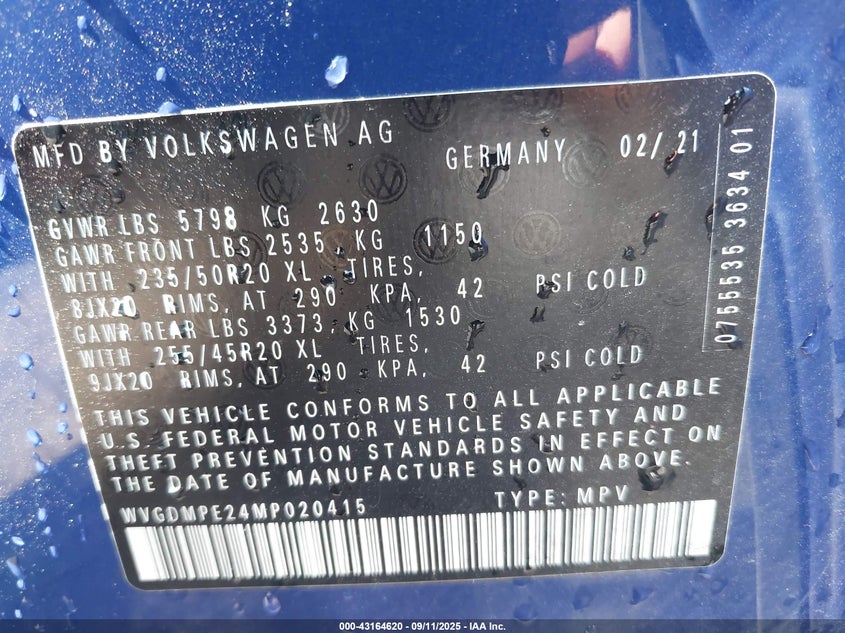 MFD BY VOLKSWAGEN AG GERMANY 02/ 21
GVWR LBS 5798 KG 2630
GAWR FRONT LBS 2535, KG 1150
WITH 235/50R20 XL TIRES,
8JX20 RIMS, AT 290 KPA, 42 PSI COLD
GAWR REAR LBS 3373, KG 1530
WITH 255/45R20 XL TIRES,
9JX20 RIMS, AT 290 KPA, 42 PSI COLD
THIS VEHICLE CONFORMS TO ALL APPLICABLE
U.S. FEDERAL MOTOR VEHICLE SAFETY AND
THEFT PREVENTION STANDARDS IN EFFECT ON
THE DATE OF MANUFACTURE SHOWN ABOVE.
WVGDMPE24MP020415 TYPE: MPV
0755535 3634 01
000-43164620 - 09/11/2025 - IAA Inc.